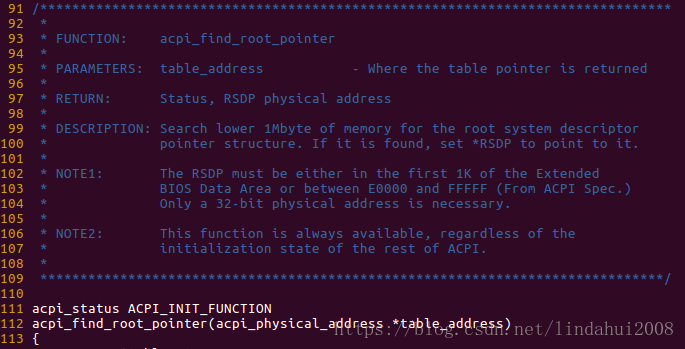 91 /*******************************************************************************
92  *
93  * FUNCTION:    acpi_find_root_pointer
94  *
95  * PARAMETERS:  table_address           - Where the table pointer is returned
96  *
97  * RETURN:      Status, RSDP physical address
98  *
99  * DESCRIPTION: Search lower 1Mbyte of memory for the root system descriptor
100  *              pointer structure. If it is found, set *RSDP to point to it.
101  *
102  * NOTE1:       The RSDP must be either in the first 1K of the Extended
103  *              BIOS Data Area or between E0000 and FFFFF (From ACPI Spec.)
104  *              Only a 32-bit physical address is necessary.
105  *
106  * NOTE2:       This function is always available, regardless of the
107  *              initialization state of the rest of ACPI.
108  *
109  ******************************************************************************/
110
111 acpi_status ACPI_INIT_FUNCTION
112 acpi_find_root_pointer(acpi_physical_address *table_address)
https://blog.csdn.net/lindahui2008
113 {